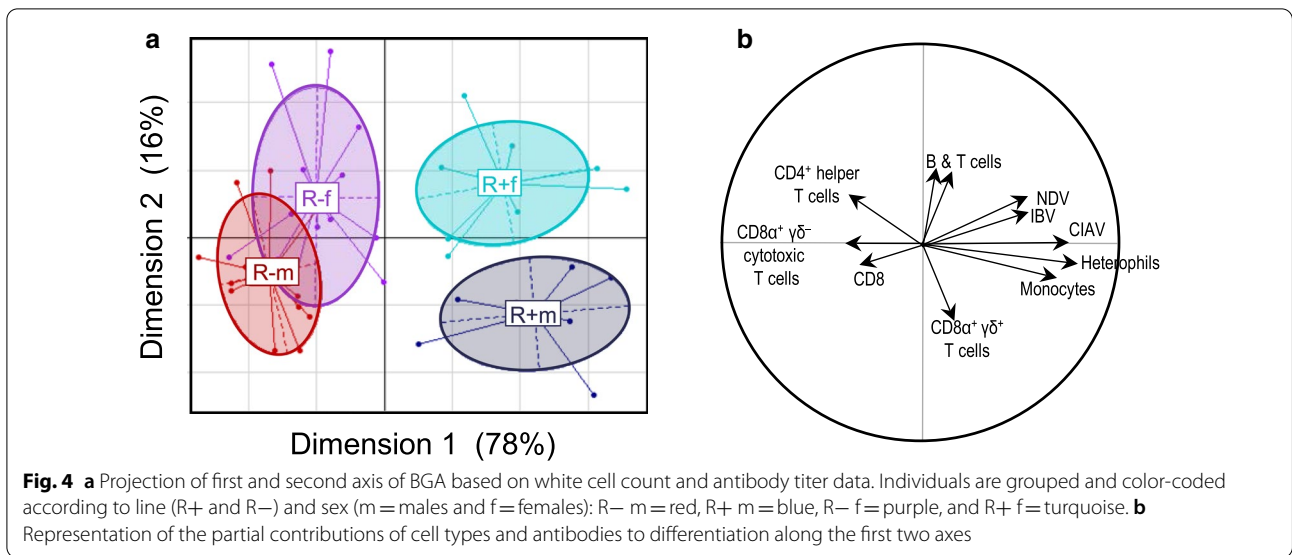 a
Dimension 2 (16%)
R-f
R+f
R-m
R+m
Dimension 1 (78%)
b
B & T cells
CD4⁺ helper
T cells
NDV
IBV
CD8α⁺ γδ⁻
cytotoxic
T cells
CIAV
CD8
Heterophils
Monocytes
CD8α⁺ γδ⁺
T cells
Fig. 4 a Projection of first and second axis of BGA based on white cell count and antibody titer data. Individuals are grouped and color-coded
according to line (R+ and R−) and sex (m = males and f = females): R− m = red, R+ m = blue, R− f = purple, and R+ f = turquoise. b
Representation of the partial contributions of cell types and antibodies to differentiation along the first two axes